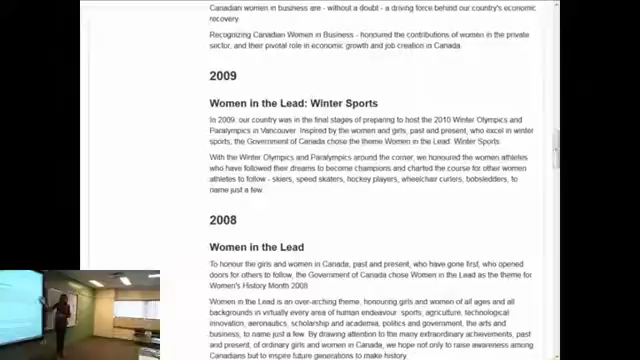 Canadian women in business are - without a doubt - a driving force behind our country's economic
recovery.
Recognizing Canadian Women in Business - honoured the contributions of women in the private
sector, and their pivotal role in economic growth and job creation in Canada.
2009
Women in the Lead: Winter Sports
In 2009, our country was in the final stages of preparing to host the 2010 Winter Olympics and
Paralympics in Vancouver. Inspired by the women and girls, past and present, who excel in winter
sports, the Government of Canada chose the theme Women in the Lead: Winter Sports.
With the Winter Olympics and Paralympics around the corner, we honoured the women athletes
who have followed their dreams to become champions and charted the course for other women
athletes to follow - skiers, speed skaters, hockey players, wheelchair curlers, bobsledders, to
name just a few.
2008
Women in the Lead
To honour the girls and women in Canada, past and present, who have gone first, who opened
doors for others to follow, the Government of Canada chose Women in the Lead as the theme for
Women's History Month 2008.
Women in the Lead is an over-arching theme, honouring girls and women of all ages and all
backgrounds in virtually every area of human endeavour: sports, agriculture, technological
innovation, aeronautics, scholarship and academia, politics and government, the arts and
business, to name just a few. By drawing attention to the many extraordinary achievements, past
and present, of ordinary girls and women in Canada, we hope not only to raise awareness among
Canadians but to inspire future generations to make history.